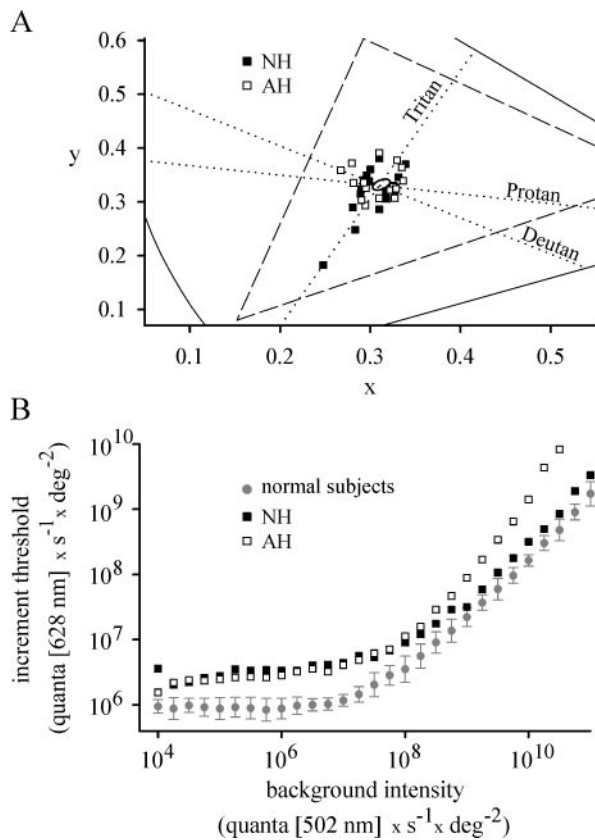 A
0.6
NH
AH
0.5
Tritan
y
0.4
0.3
Protan
Deutan
0.2
0.1
0.1 0.2 0.3 0.4 0.5
x
B
10^10
normal subjects
10^9
NH
AH
10^8
increment threshold
(quanta [628 nm] x s^-1 x deg^-2)
10^7
10^6
10^4 10^6 10^8 10^10
background intensity
(quanta [502 nm] x s^-1 x deg^-2)